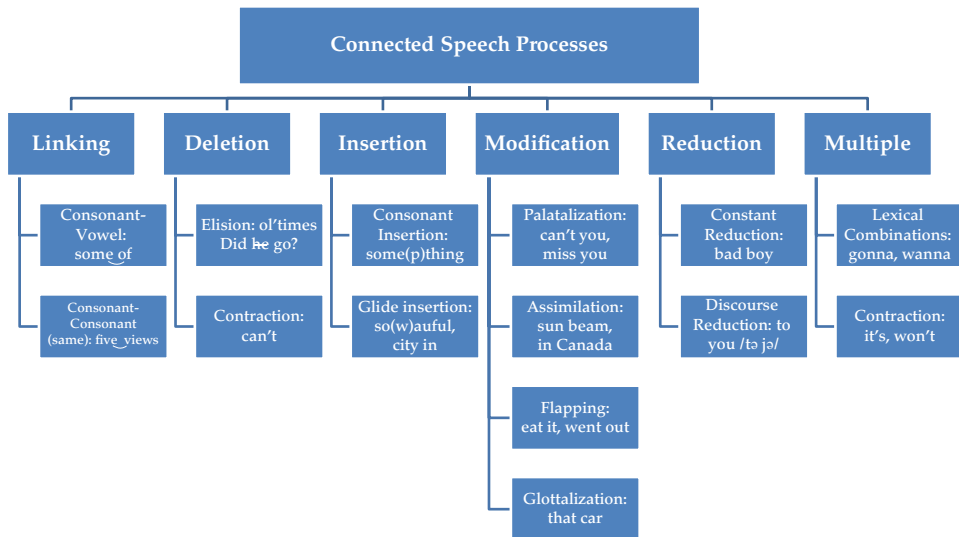 Connected Speech Processes
Linking
Deletion
Insertion
Modification
Reduction
Multiple
Consonant-
Vowel:
some‿of
Consonant-
Consonant
(same): five‿views
Elision: ol'times
Did he go?
Contraction:
can't
Consonant
Insertion:
some(p)thing
Glide insertion:
so(w)auful,
city in
Palatalization:
can't you,
miss you
Assimilation:
sun beam,
in Canada
Flapping:
eat it, went out
Glottalization:
that car
Constant
Reduction:
bad boy
Discourse
Reduction: to
you /tə jə/
Lexical
Combinations:
gonna, wanna
Contraction:
it's, won't